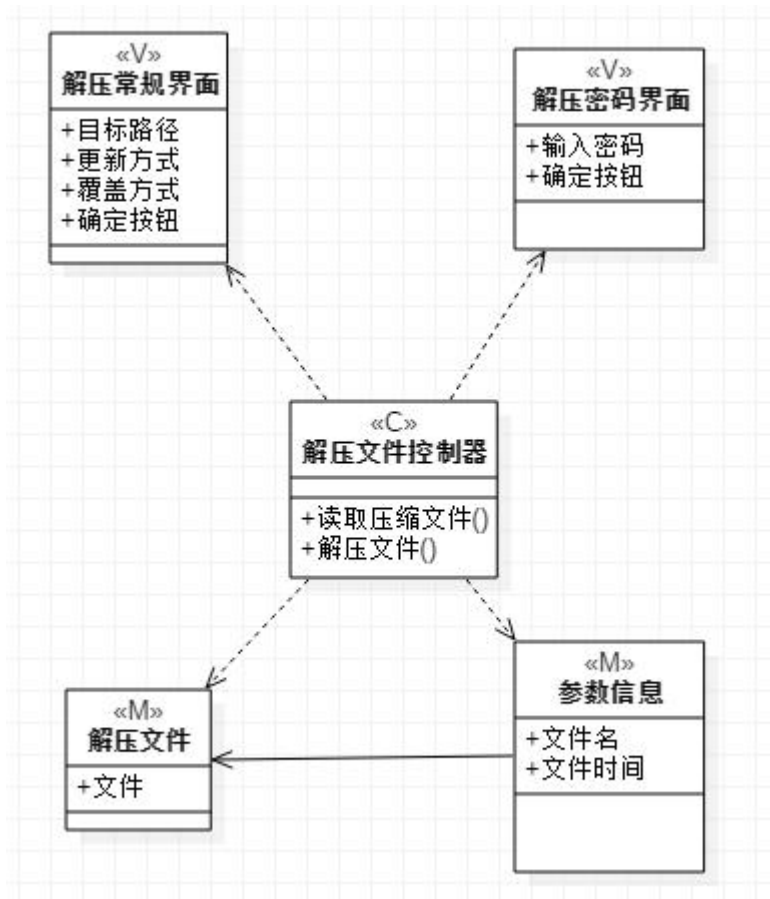 «V»
解压常规界面
+目标路径
+更新方式
+覆盖方式
+确定按钮
«V»
解压密码界面
+输入密码
+确定按钮
«C»
解压文件控制器
+读取压缩文件()
+解压文件()
«M»
解压文件
+文件
«M»
参数信息
+文件名
+文件时间